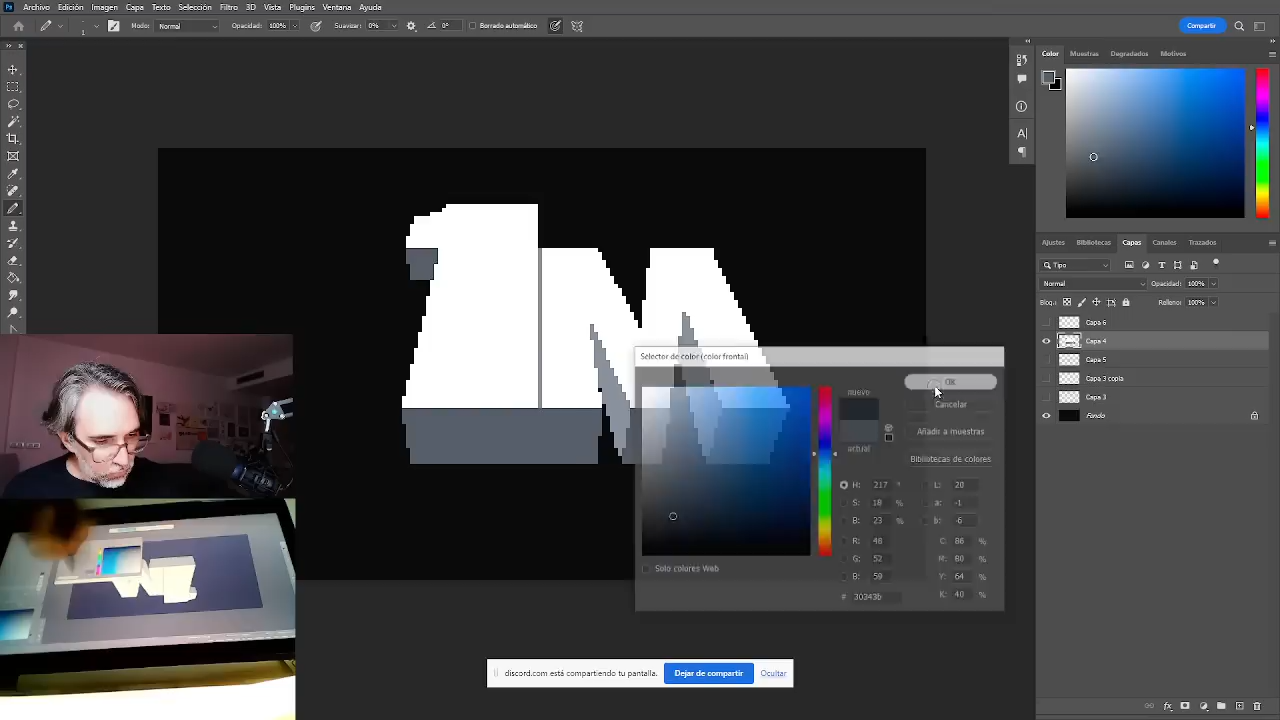 Ps Archivo Edición Imagen Capa Texto Selección Filtro 3D Vista Plugins Ventana Ayuda
1 Modo: Normal Opacidad: 100% Suavizar: 0% 0° Borrado automático Compartir
Color Muestras Degradados Motivos
1M
Ajustes Bibliotecas Capas Canales Trazados
Tipo
Normal Opacidad: 100%
Bloq.: Relleno: 100%
Capa 6
Capa 4
Capa 5
Capa 3 copia
Capa 3
Fondo
Selector de color (color frontal)
nuevo
actual
OK
Cancelar
Añadir a muestras
Bibliotecas de colores
H: 217 °
S: 18 %
B: 23 %
R: 48
G: 52
B: 59
L: 20
a: -1
b: -6
C: 86 %
M: 80 %
Y: 64 %
K: 40 %
# 30343b
Solo colores Web
discord.com está compartiendo tu pantalla. Dejar de compartir Ocultar